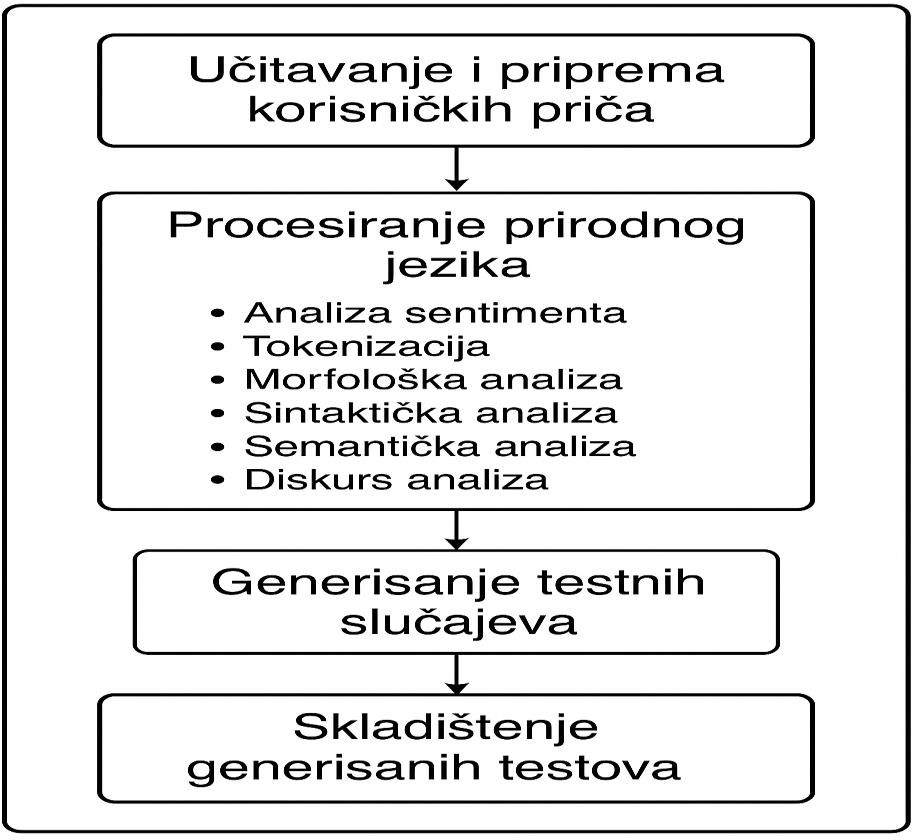 Učitavanje i priprema
korisničkih priča
Procesiranje prirodnog
jezika
• Analiza sentimenta
• Tokenizacija
• Morfološka analiza
• Sintaktička analiza
• Semantička analiza
• Diskurs analiza
Generisanje testnih
slučajeva
Skladištenje
generisanih testova